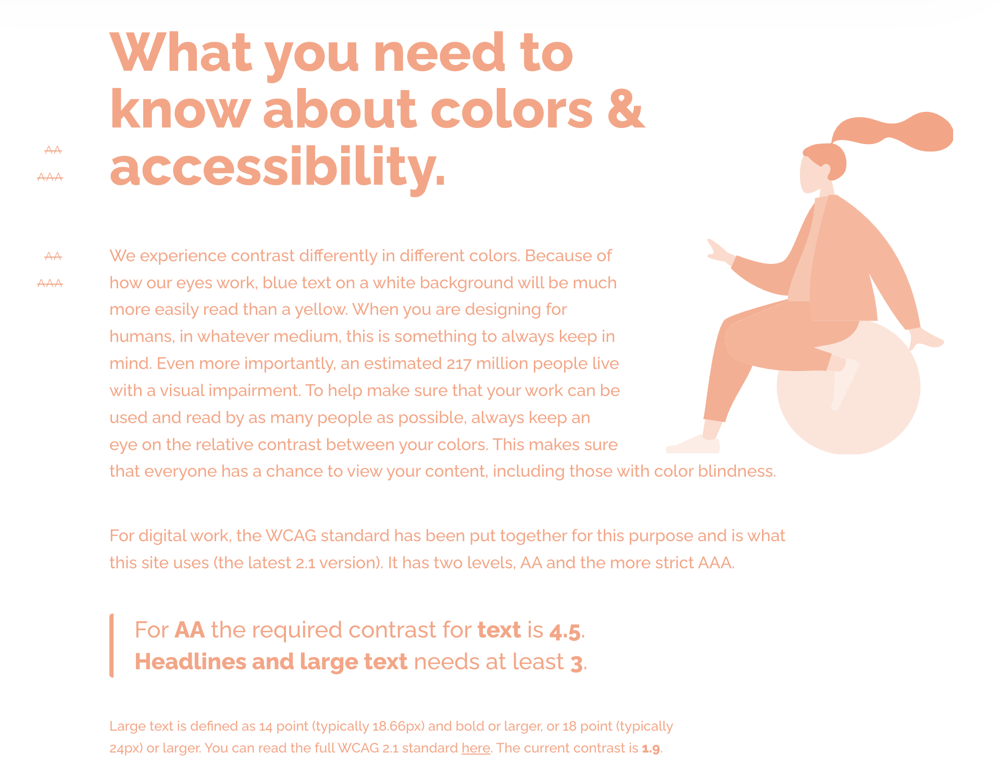 What you need to
know about colors &
accessibility.
AA
AAA
AA
AAA
We experience contrast differently in different colors. Because of
how our eyes work, blue text on a white background will be much
more easily read than a yellow. When you are designing for
humans, in whatever medium, this is something to always keep in
mind. Even more importantly, an estimated 217 million people live
with a visual impairment. To help make sure that your work can be
used and read by as many people as possible, always keep an
eye on the relative contrast between your colors. This makes sure
that everyone has a chance to view your content, including those with color blindness.
For digital work, the WCAG standard has been put together for this purpose and is what
this site uses (the latest 2.1 version). It has two levels, AA and the more strict AAA.
For AA the required contrast for text is 4.5.
Headlines and large text needs at least 3.
Large text is defined as 14 point (typically 18.66px) and bold or larger, or 18 point (typically
24px) or larger. You can read the full WCAG 2.1 standard here. The current contrast is 1.9.